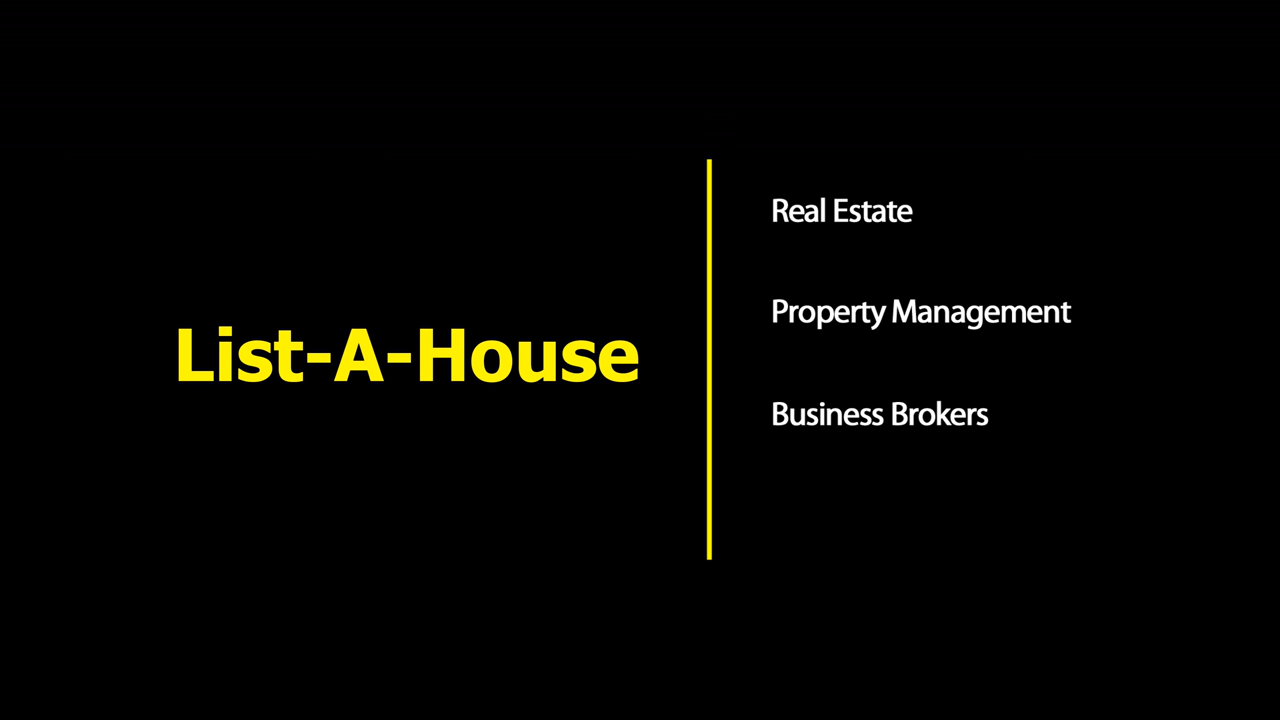 List-A-House
Real Estate
Property Management
Business Brokers